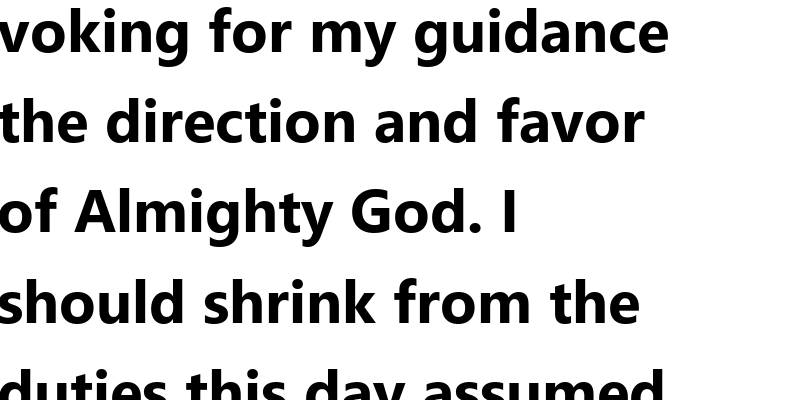 voking for my guidance
the direction and favor
of Almighty God. I
should shrink from the
duties this day assumed